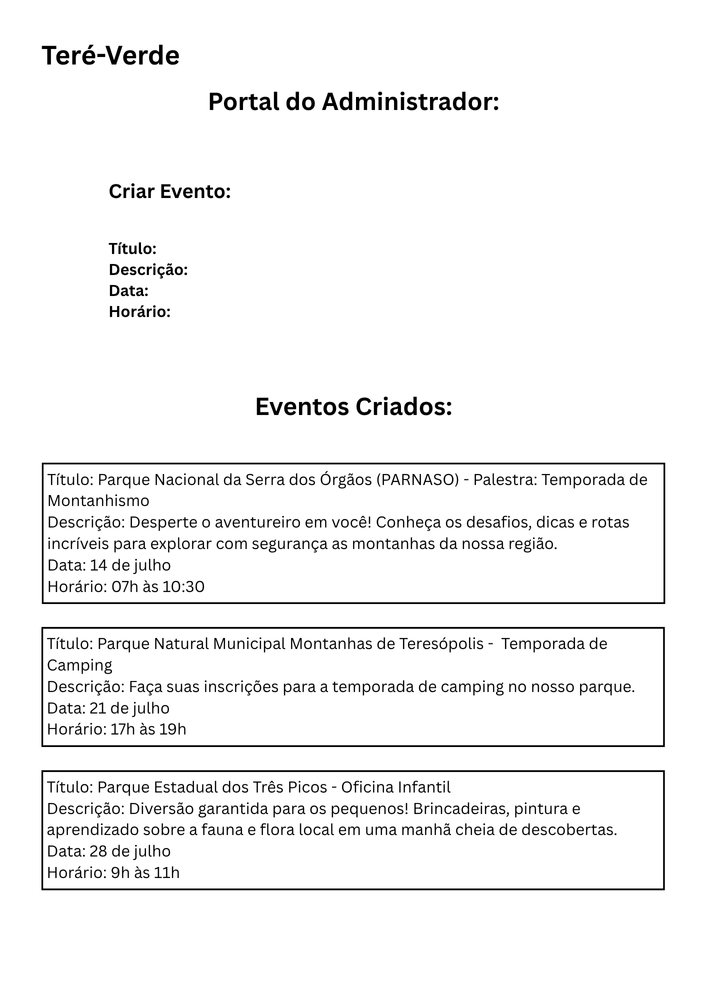 Teré-Verde
Portal do Administrador:
Criar Evento:
Título:
Descrição:
Data:
Horário:
Eventos Criados:
Título: Parque Nacional da Serra dos Órgãos (PARNASO) - Palestra: Temporada de
Montanhismo
Descrição: Desperte o aventureiro em você! Conheça os desafios, dicas e rotas
incríveis para explorar com segurança as montanhas da nossa região.
Data: 14 de julho
Horário: 07h às 10:30
Título: Parque Natural Municipal Montanhas de Teresópolis -  Temporada de
Camping
Descrição: Faça suas inscrições para a temporada de camping no nosso parque.
Data: 21 de julho
Horário: 17h às 19h
Título: Parque Estadual dos Três Picos - Oficina Infantil
Descrição: Diversão garantida para os pequenos! Brincadeiras, pintura e
aprendizado sobre a fauna e flora local em uma manhã cheia de descobertas.
Data: 28 de julho
Horário: 9h às 11h